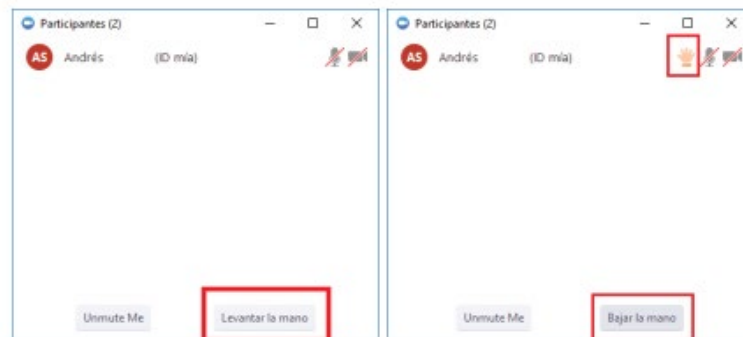 Participantes (2)
AS Andrés (ID mía)
Unmute Me Levantar la mano
Participantes (2)
AS Andrés (ID mía)
Unmute Me Bajar la mano